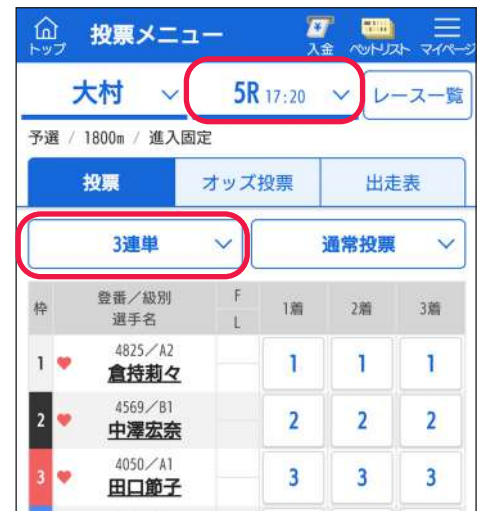 トップ 投票メニュー 入金 ベットリスト マイページ
大村 5R 17:20 レース一覧
予選 / 1800m / 進入固定
投票 オッズ投票 出走表
3連単 通常投票
枠 登番／級別 選手名 F L 1着 2着 3着
1 4825／A2 倉持莉々 1 1 1
2 4569／B1 中澤宏奈 2 2 2
3 4050／A1 田口節子 3 3 3